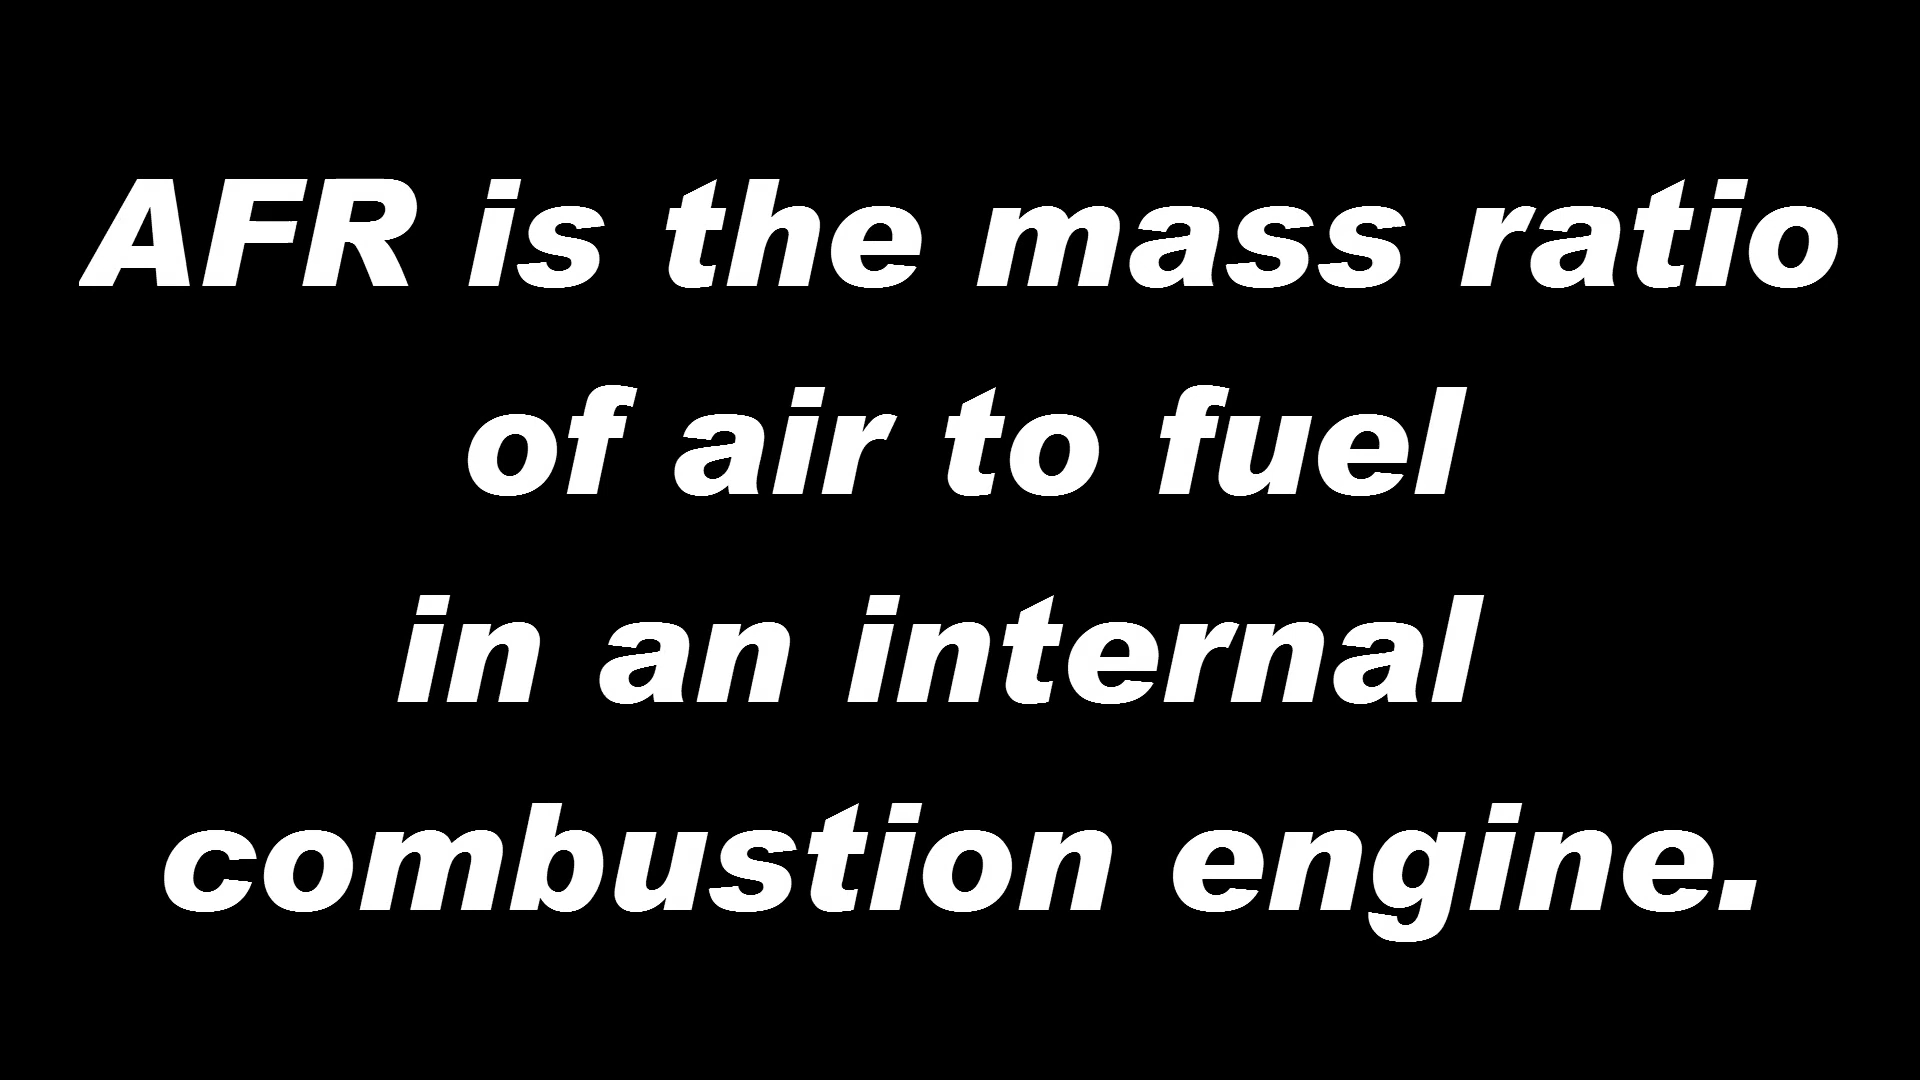 AFR is the mass ratio
of air to fuel
in an internal
combustion engine.